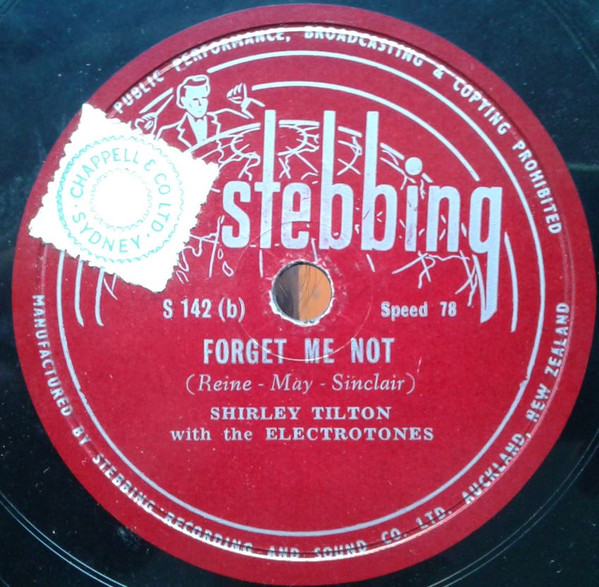 PUBLIC PERFORMANCE, BROADCASTING & COPYING PROHIBITED
CHAPPELL & CO LTD.
SYDNEY.
stebbing
S 142 (b)
Speed 78
FORGET ME NOT
(Reine - May - Sinclair)
SHIRLEY TILTON
with the ELECTROTONES
MANUFACTURED BY STEBBING RECORDING AND SOUND CO. LTD. AUCKLAND, NEW ZEALAND